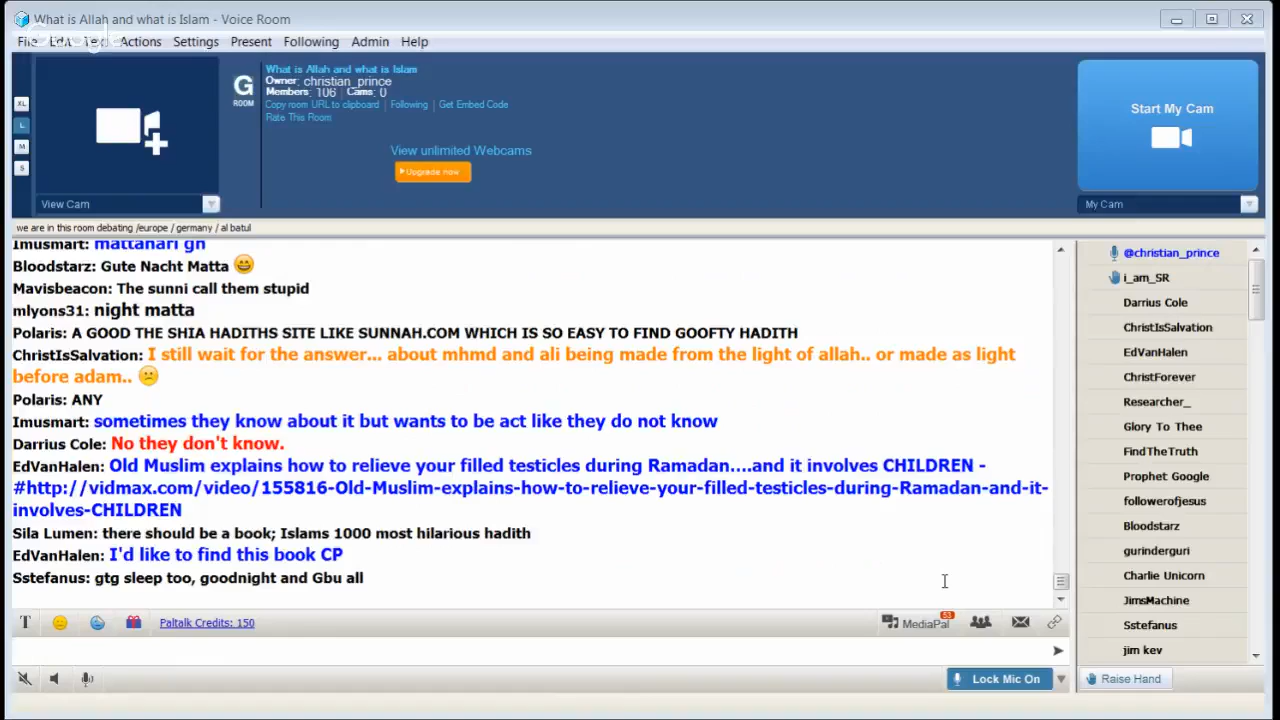 What is Allah and what is Islam - Voice Room
File Edit Text Actions Settings Present Following Admin Help
Google
What is Allah and what is Islam
Owner: christian_prince
Members: 106 Cams: 0
Copy room URL to clipboard | Following | Get Embed Code
Rate This Room
G
ROOM
View unlimited Webcams
Upgrade now
Start My Cam
XL
L
M
S
View Cam
My Cam
we are in this room debating /europe / germany / al batul
Imusmart: mattahari gn
Bloodstarz: Gute Nacht Matta
Mavisbeacon: The sunni call them stupid
mlyons31: night matta
Polaris: A GOOD THE SHIA HADITHS SITE LIKE SUNNAH.COM WHICH IS SO EASY TO FIND GOOFTY HADITH
ChristIsSalvation: I still wait for the answer... about mhmd and ali being made from the light of allah.. or made as light
before adam..
Polaris: ANY
Imusmart: sometimes they know about it but wants to be act like they do not know
Darrius Cole: No they don't know.
EdVanHalen: Old Muslim explains how to relieve your filled testicles during Ramadan....and it involves CHILDREN -
#http://vidmax.com/video/155816-Old-Muslim-explains-how-to-relieve-your-filled-testicles-during-Ramadan-and-it-
involves-CHILDREN
Sila Lumen: there should be a book; Islams 1000 most hilarious hadith
EdVanHalen: I'd like to find this book CP
Sstefanus: gtg sleep too, goodnight and Gbu all
@christian_prince
i_am_SR
Darrius Cole
ChristIsSalvation
EdVanHalen
ChristForever
Researcher_
Glory To Thee
FindTheTruth
Prophet Google
followerofjesus
Bloodstarz
gurinderguri
Charlie Unicorn
JimsMachine
Sstefanus
jim kev
T
Paltalk Credits: 150
MediaPal
53
Lock Mic On
Raise Hand